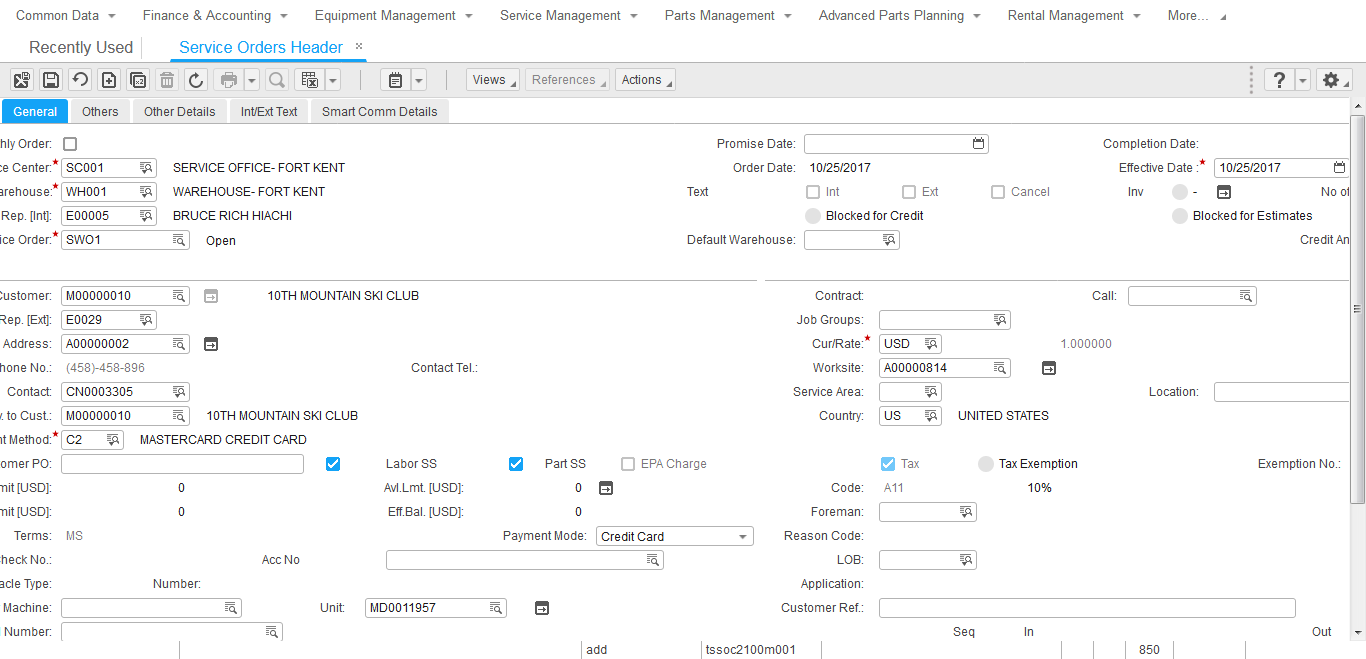 Common Data Finance & Accounting Equipment Management Service Management Parts Management Advanced Parts Planning Rental Management More...
Recently Used Service Orders Header ×
Views References Actions ?
General Others Other Details Int/Ext Text Smart Comm Details
hly Order: Promise Date: Completion Date:
ce Center:* SC001 SERVICE OFFICE- FORT KENT Order Date: 10/25/2017 Effective Date :* 10/25/2017
arehouse:* WH001 WAREHOUSE- FORT KENT Text Int Ext Cancel Inv - No of
Rep. [Int]: E00005 BRUCE RICH HIACHI Blocked for Credit Blocked for Estimates
ice Order:* SWO1 Open Default Warehouse: Credit An
Customer: M00000010 10TH MOUNTAIN SKI CLUB Contract: Call:
Rep. [Ext]: E0029 Job Groups:
Address: A00000002 Cur/Rate:* USD 1.000000
hone No.: (458)-458-896 Contact Tel.: Worksite: A00000814
Contact: CN0003305 Service Area: Location:
v. to Cust.: M00000010 10TH MOUNTAIN SKI CLUB Country: US UNITED STATES
nt Method:* C2 MASTERCARD CREDIT CARD
omer PO: Labor SS Part SS EPA Charge Tax Tax Exemption Exemption No.:
mit [USD]: 0 Avl.Lmt. [USD]: 0 Code: A11 10%
mit [USD]: 0 Eff.Bal. [USD]: 0 Foreman:
Terms: MS Payment Mode: Credit Card Reason Code:
Check No.: Acc No LOB:
acle Type: Number: Application:
Machine: Unit: MD0011957 Customer Ref.:
l Number: Seq In Out
add tssoc2100m001 850